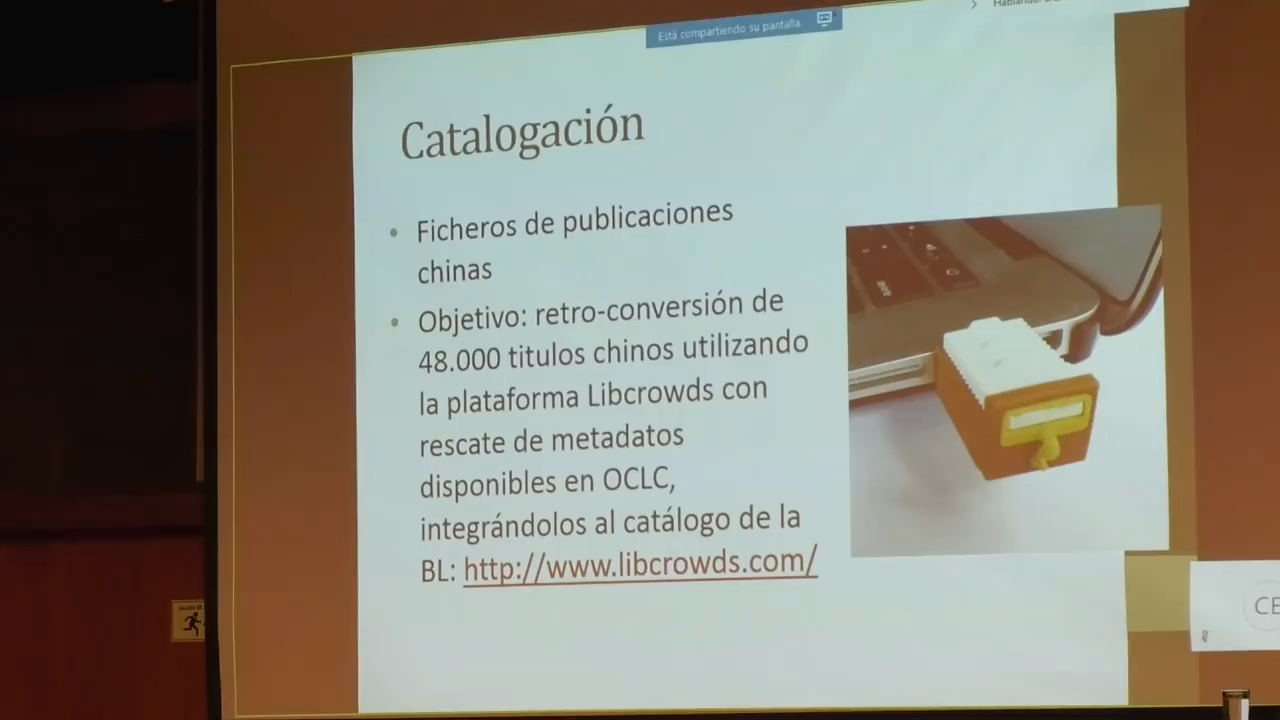 Está compartiendo su pantalla.
Catalogación
• Ficheros de publicaciones
chinas
• Objetivo: retro-conversión de
48.000 titulos chinos utilizando
la plataforma Libcrowds con
rescate de metadatos
disponibles en OCLC,
integrándolos al catálogo de la
BL: http://www.libcrowds.com/
CE